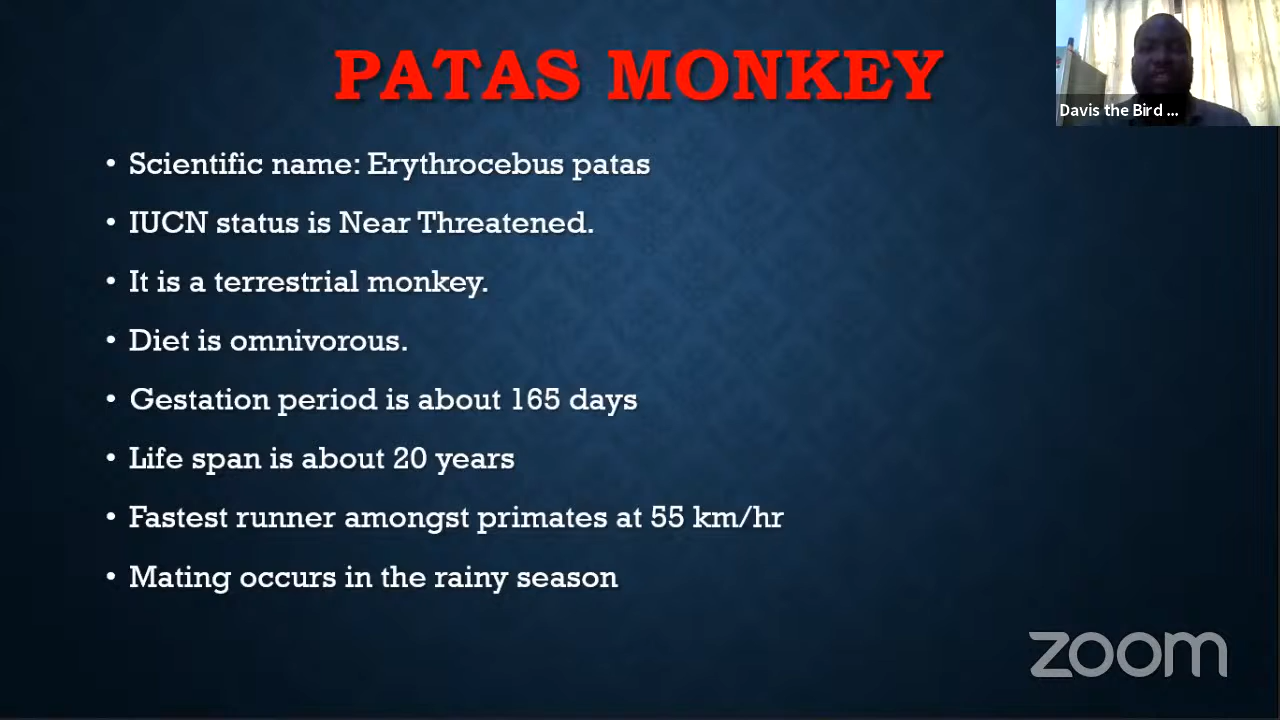 PATAS MONKEY
Davis the Bird ...
• Scientific name: Erythrocebus patas
• IUCN status is Near Threatened.
• It is a terrestrial monkey.
• Diet is omnivorous.
• Gestation period is about 165 days
• Life span is about 20 years
• Fastest runner amongst primates at 55 km/hr
• Mating occurs in the rainy season
zoom